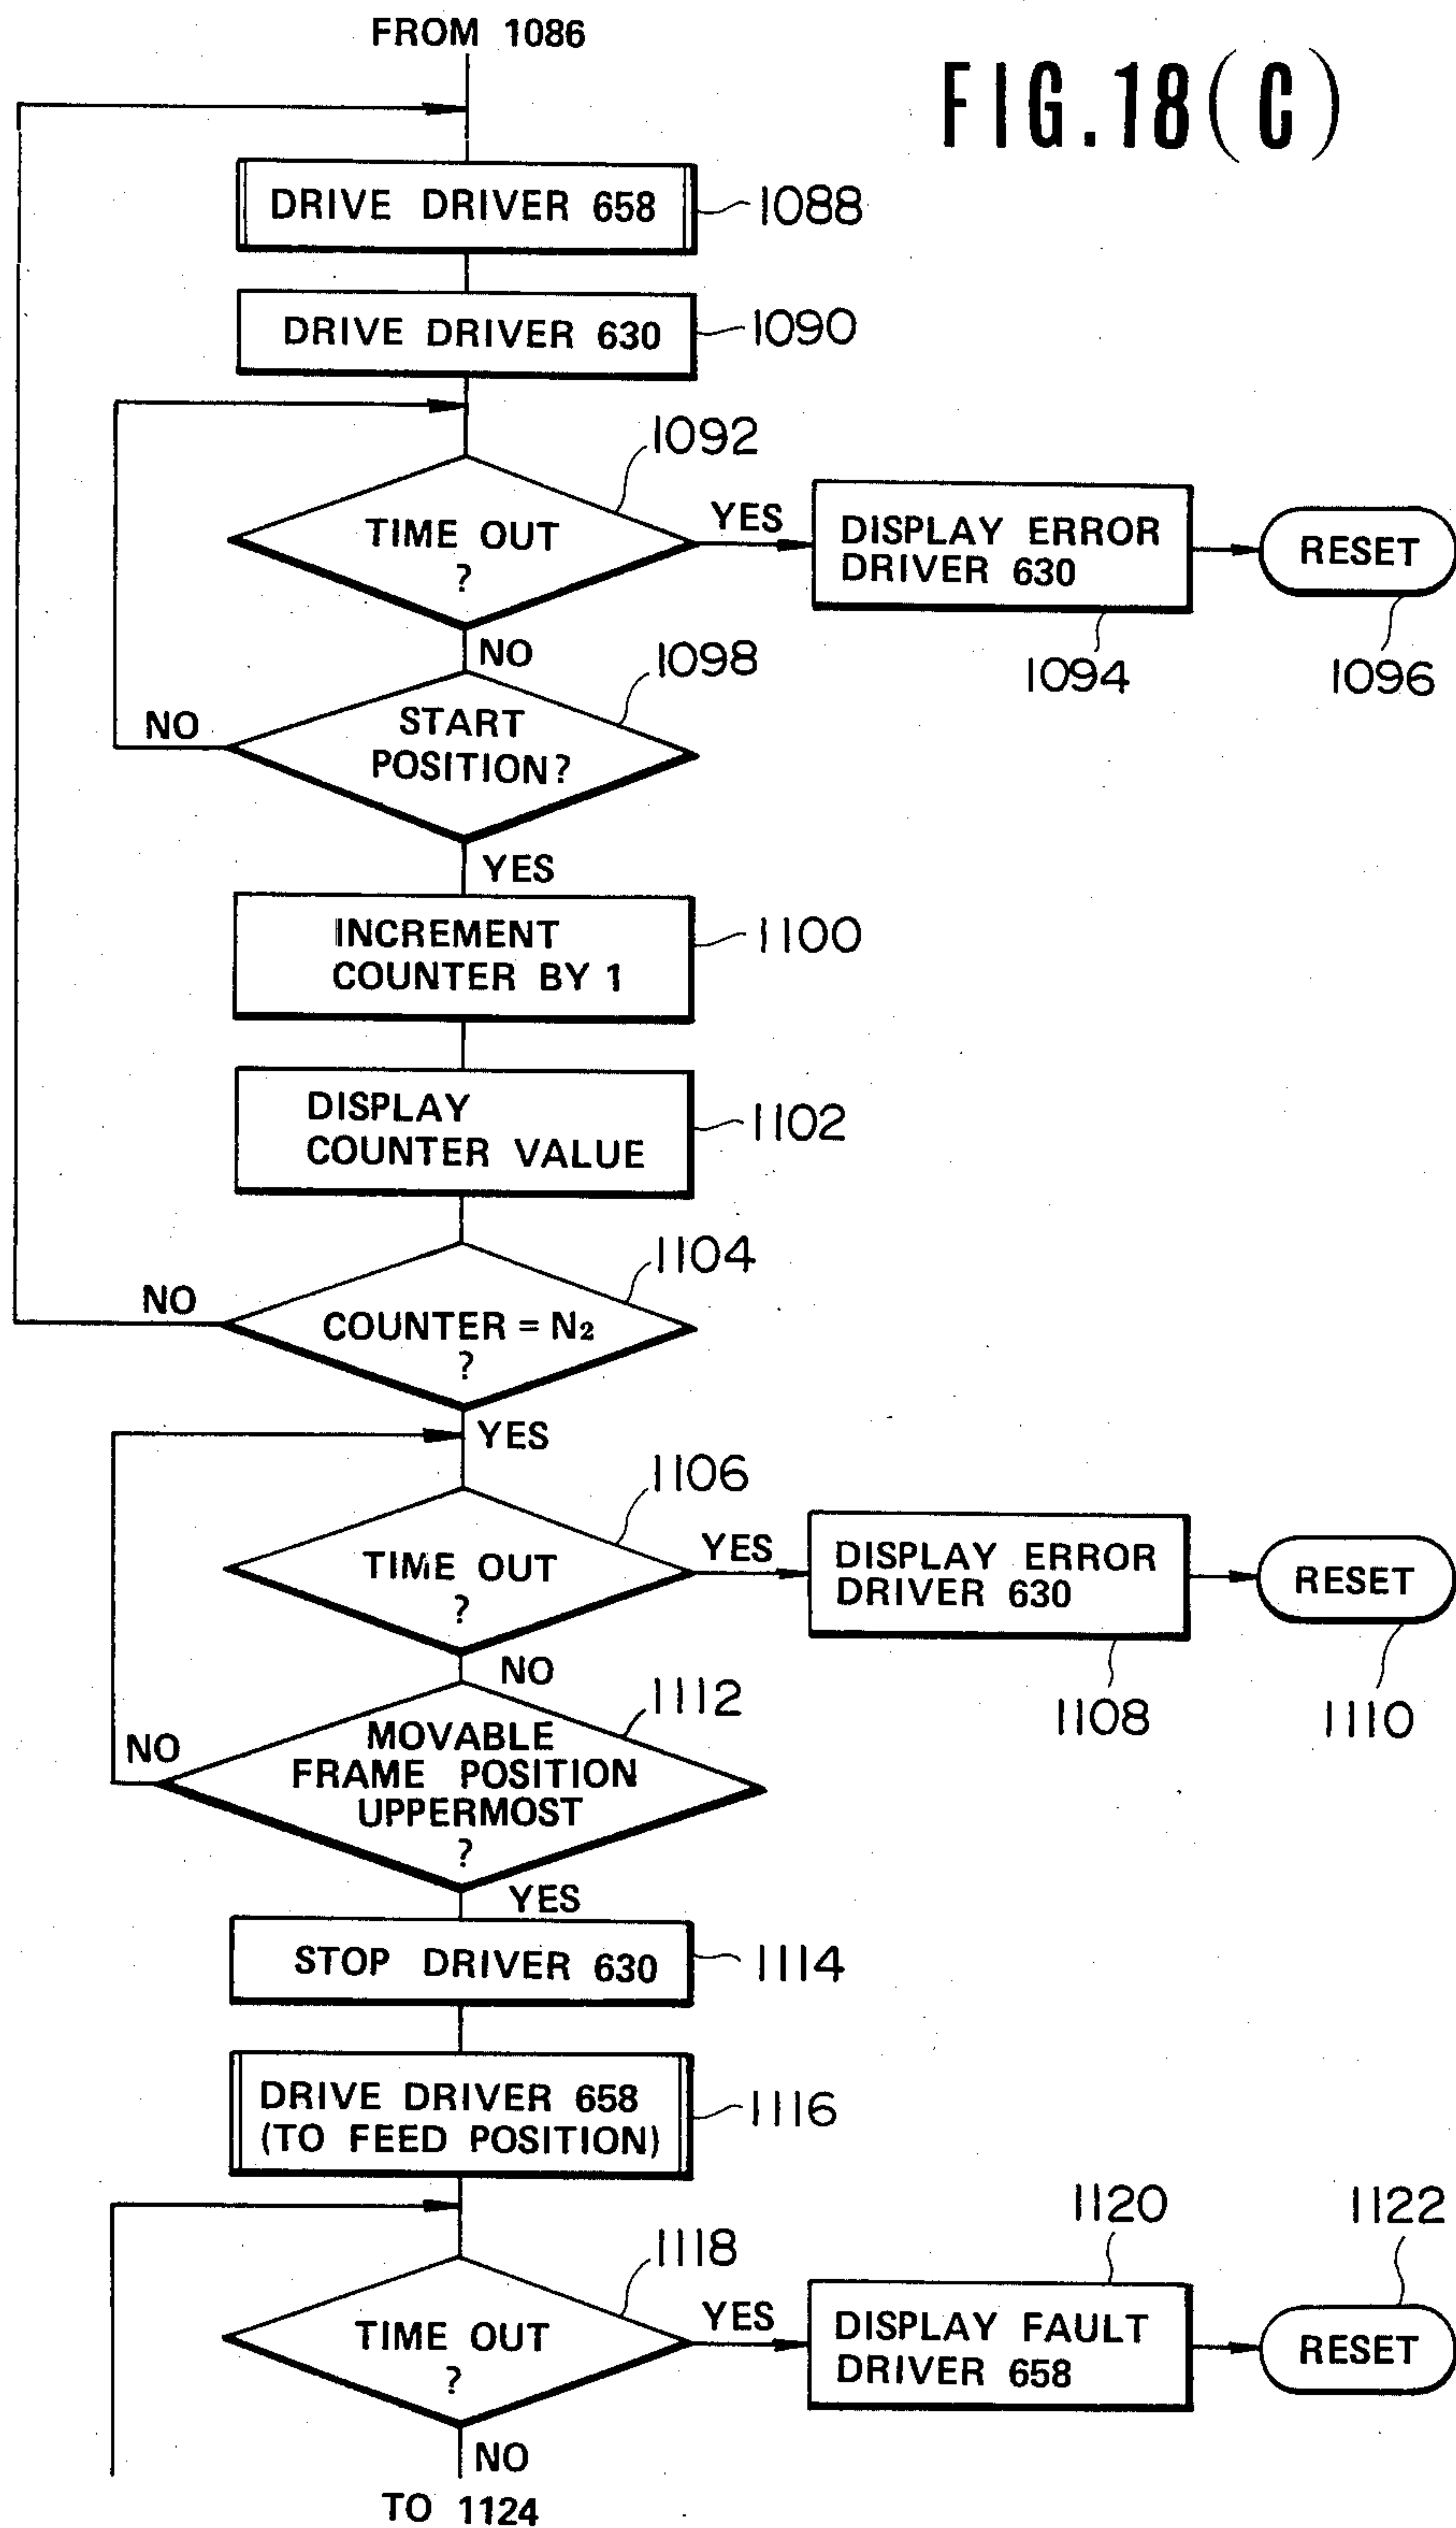 FROM 1086
FIG.18(C)
DRIVE DRIVER 658
1088
DRIVE DRIVER 630
1090
1092
TIME OUT
?
YES
DISPLAY ERROR
DRIVER 630
RESET
1094
1096
NO
1098
START
POSITION?
NO
YES
INCREMENT
COUNTER BY 1
1100
DISPLAY
COUNTER VALUE
1102
1104
NO
COUNTER = N2
?
YES
1106
TIME OUT
?
YES
DISPLAY ERROR
DRIVER 630
RESET
1108
1110
NO
1112
MOVABLE
FRAME POSITION
UPPERMOST
?
NO
YES
STOP DRIVER 630
1114
DRIVE DRIVER 658
(TO FEED POSITION)
1116
1118
TIME OUT
?
YES
1120
DISPLAY FAULT
DRIVER 658
1122
RESET
NO
TO 1124